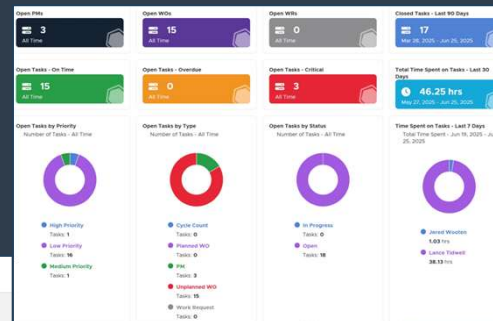 Open PMs
3
All Time
Open WOs
15
All Time
Open WRs
0
All Time
Closed Tasks - Last 90 Days
17
Mar 28, 2025 - Jun 25, 2025
Open Tasks - On Time
15
All Time
Open Tasks - Overdue
0
All Time
Open Tasks - Critical
3
All Time
Total Time Spent on Tasks - Last 30
Days
46.25 hrs
May 27, 2025 - Jun 25, 2025
Open Tasks by Priority
Number of Tasks - All Time
High Priority
Tasks: 1
Low Priority
Tasks: 16
Medium Priority
Tasks: 1
Open Tasks by Type
Number of Tasks - All Time
Cycle Count
Tasks: 0
Planned WO
Tasks: 0
PM
Tasks: 3
Unplanned WO
Tasks: 15
Work Request
Tasks: 0
Open Tasks by Status
Number of Tasks - All Time
In Progress
Tasks: 0
Open
Tasks: 18
Time Spent on Tasks - Last 7 Days
Total Time Spent - Jun 19, 2025 -
25, 2025
Jared Woolen
1.03 hrs
Lance Tidwell
38.13 hrs